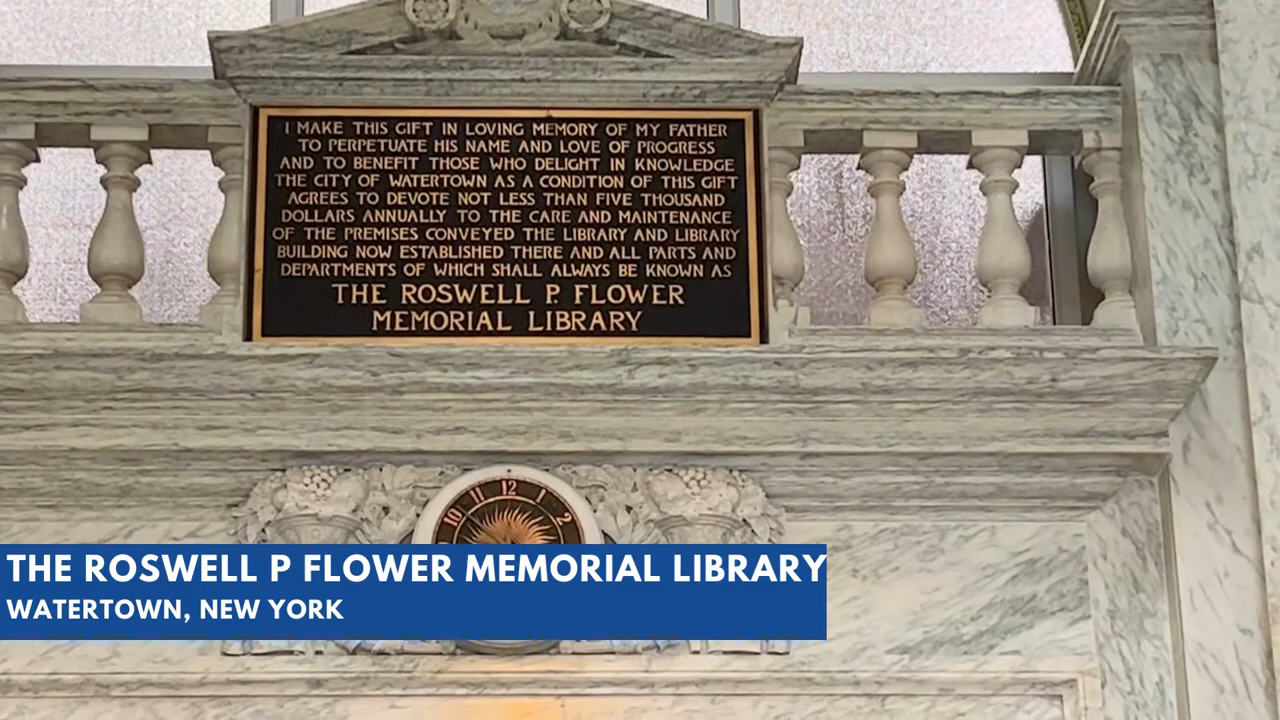 I MAKE THIS GIFT IN LOVING MEMORY OF MY FATHER
TO PERPETUATE HIS NAME AND LOVE OF PROGRESS
AND TO BENEFIT THOSE WHO DELIGHT IN KNOWLEDGE
THE CITY OF WATERTOWN AS A CONDITION OF THIS GIFT
AGREES TO DEVOTE NOT LESS THAN FIVE THOUSAND
DOLLARS ANNUALLY TO THE CARE AND MAINTENANCE
OF THE PREMISES CONVEYED THE LIBRARY AND LIBRARY
BUILDING NOW ESTABLISHED THERE AND ALL PARTS AND
DEPARTMENTS OF WHICH SHALL ALWAYS BE KNOWN AS
THE ROSWELL P. FLOWER
MEMORIAL LIBRARY
10 11 12 1 2
THE ROSWELL P FLOWER MEMORIAL LIBRARY
WATERTOWN, NEW YORK